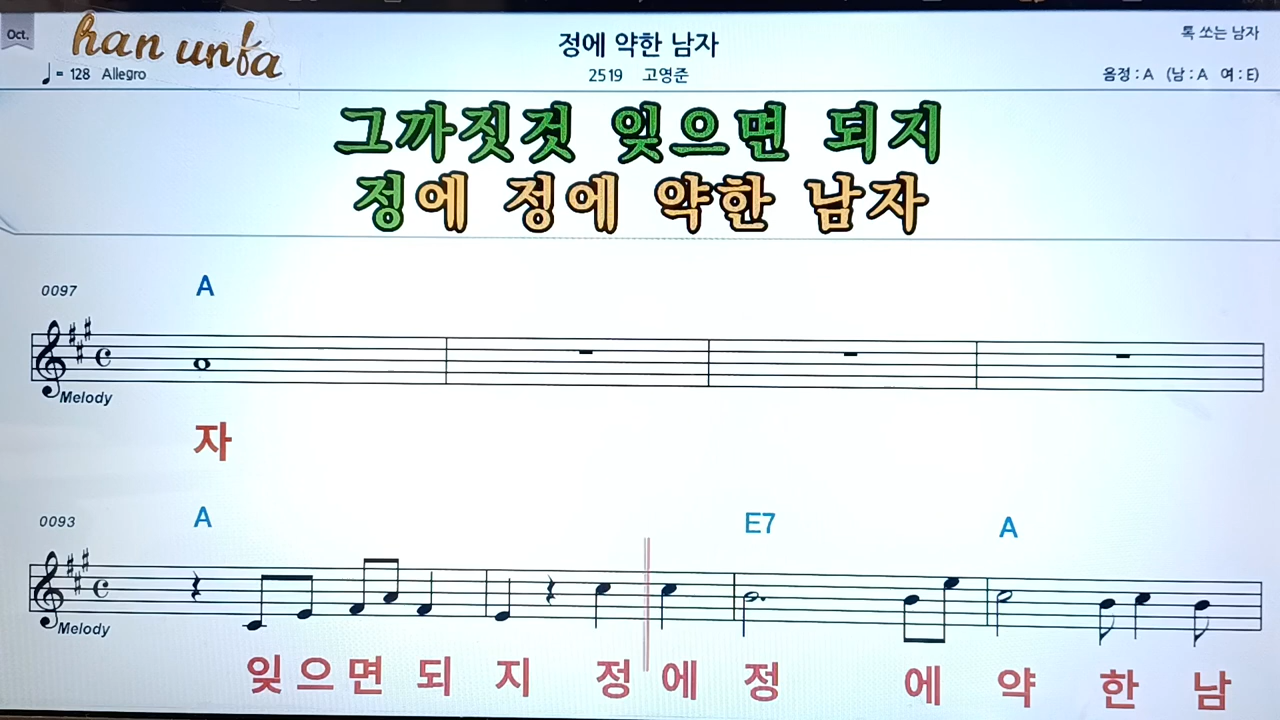 Oct.
han unfa
♩= 128 Allegro
정에 약한 남자
2519 고영준
톡 쏘는 남자
음정 : A (남 : A 여 : E)
그까짓것 잊으면 되지
정에 정에 약한 남자
0097
A
Melody
자
0093
A E7 A
Melody
잊으면 되 지 정 에 정 에 약 한 남